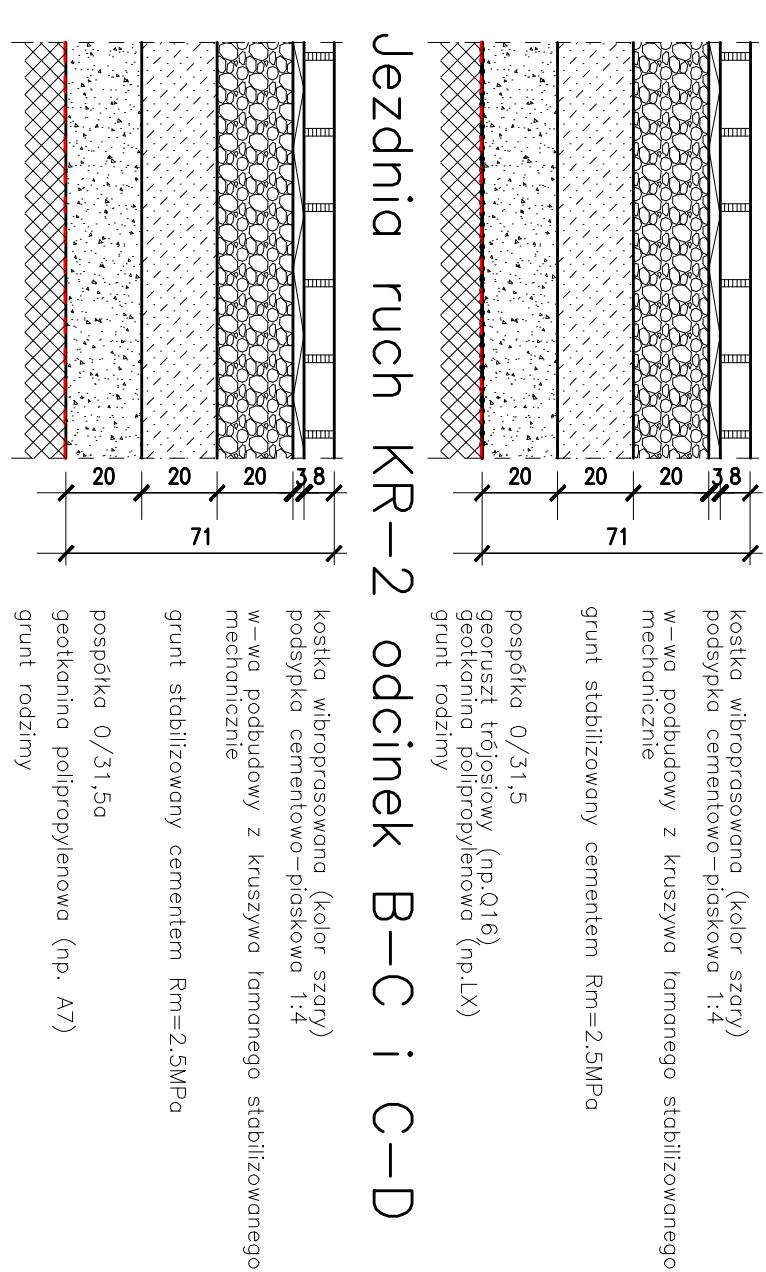 20
20
20
3
8
71
kostka wibroprasowana (kolor szary)
podsypka cementowo-piaskowa 1:4
w-wa podbudowy z kruszywa łamanego stabilizowanego
mechanicznie
grunt stabilizowany cementem Rm=2.5MPa
pospółka 0/31,5
georuszt trójosiowy (np.Q16)
geotkanina polipropylenowa (np.LX)
grunt rodzimy
Jezdnia ruch KR-2 odcinek B-C i C-D
20
20
20
3
8
71
kostka wibroprasowana (kolor szary)
podsypka cementowo-piaskowa 1:4
w-wa podbudowy z kruszywa łamanego stabilizowanego
mechanicznie
grunt stabilizowany cementem Rm=2.5MPa
pospółka 0/31,5a
geotkanina polipropylenowa (np. A7)
grunt rodzimy